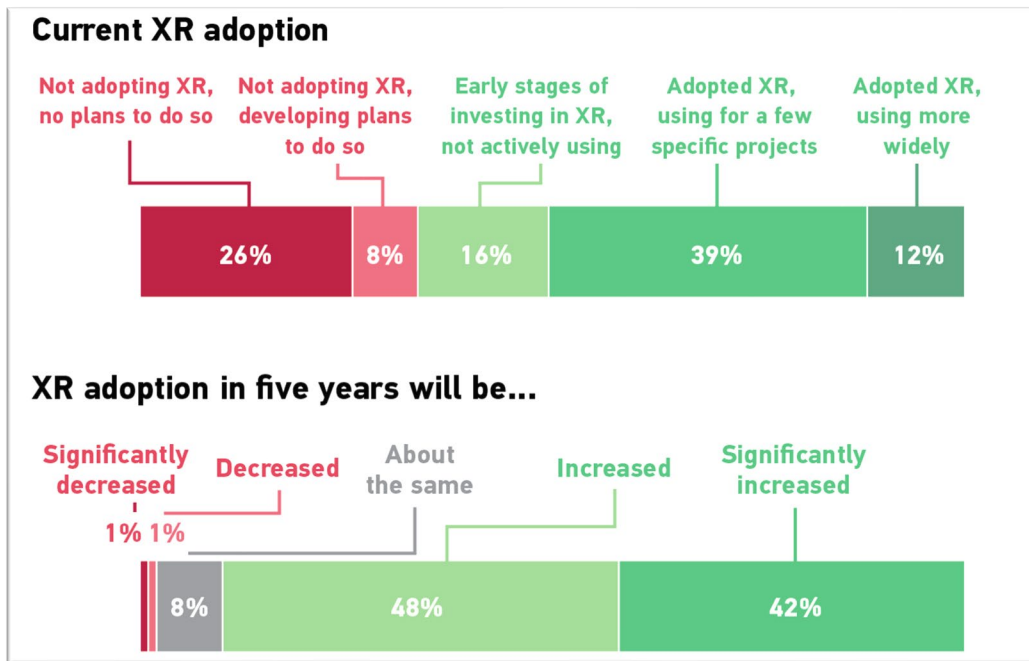 Current XR adoption
Not adopting XR,
no plans to do so
Not adopting XR,
developing plans
to do so
Early stages of
investing in XR,
not actively using
Adopted XR,
using for a few
specific projects
Adopted XR,
using more
widely
26%
8%
16%
39%
12%
XR adoption in five years will be...
Significantly
decreased
Decreased
About
the same
Increased
Significantly
increased
1%
1%
8%
48%
42%